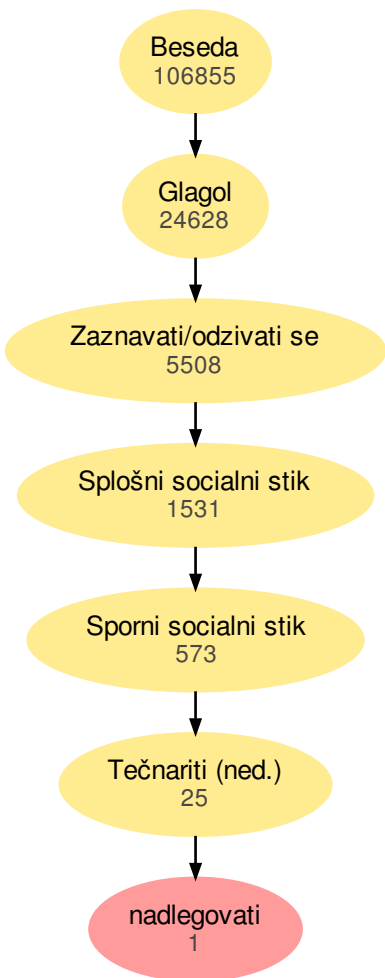 Beseda
106855
Glagol
24628
Zaznavati/odzivati se
5508
Splošni socialni stik
1531
Sporni socialni stik
573
Tečnariti (ned.)
25
nadlegovati
1